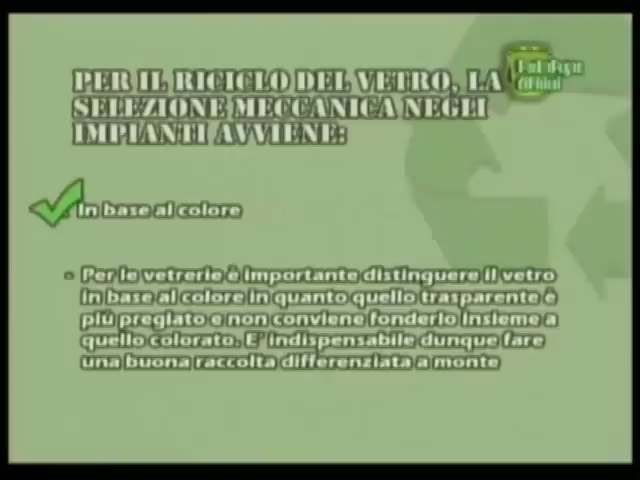 PER IL RICICLO DEL VETRO, LA
SELEZIONE MECCANICA NEGLI
IMPIANTI AVVIENE:
In base al colore
- Per le vetrerie è importante distinguere il vetro
in base al colore in quanto quello trasparente è
più pregiato e non conviene fonderlo insieme a
quello colorato. E' indispensabile dunque fare
una buona raccolta differenziata a monte